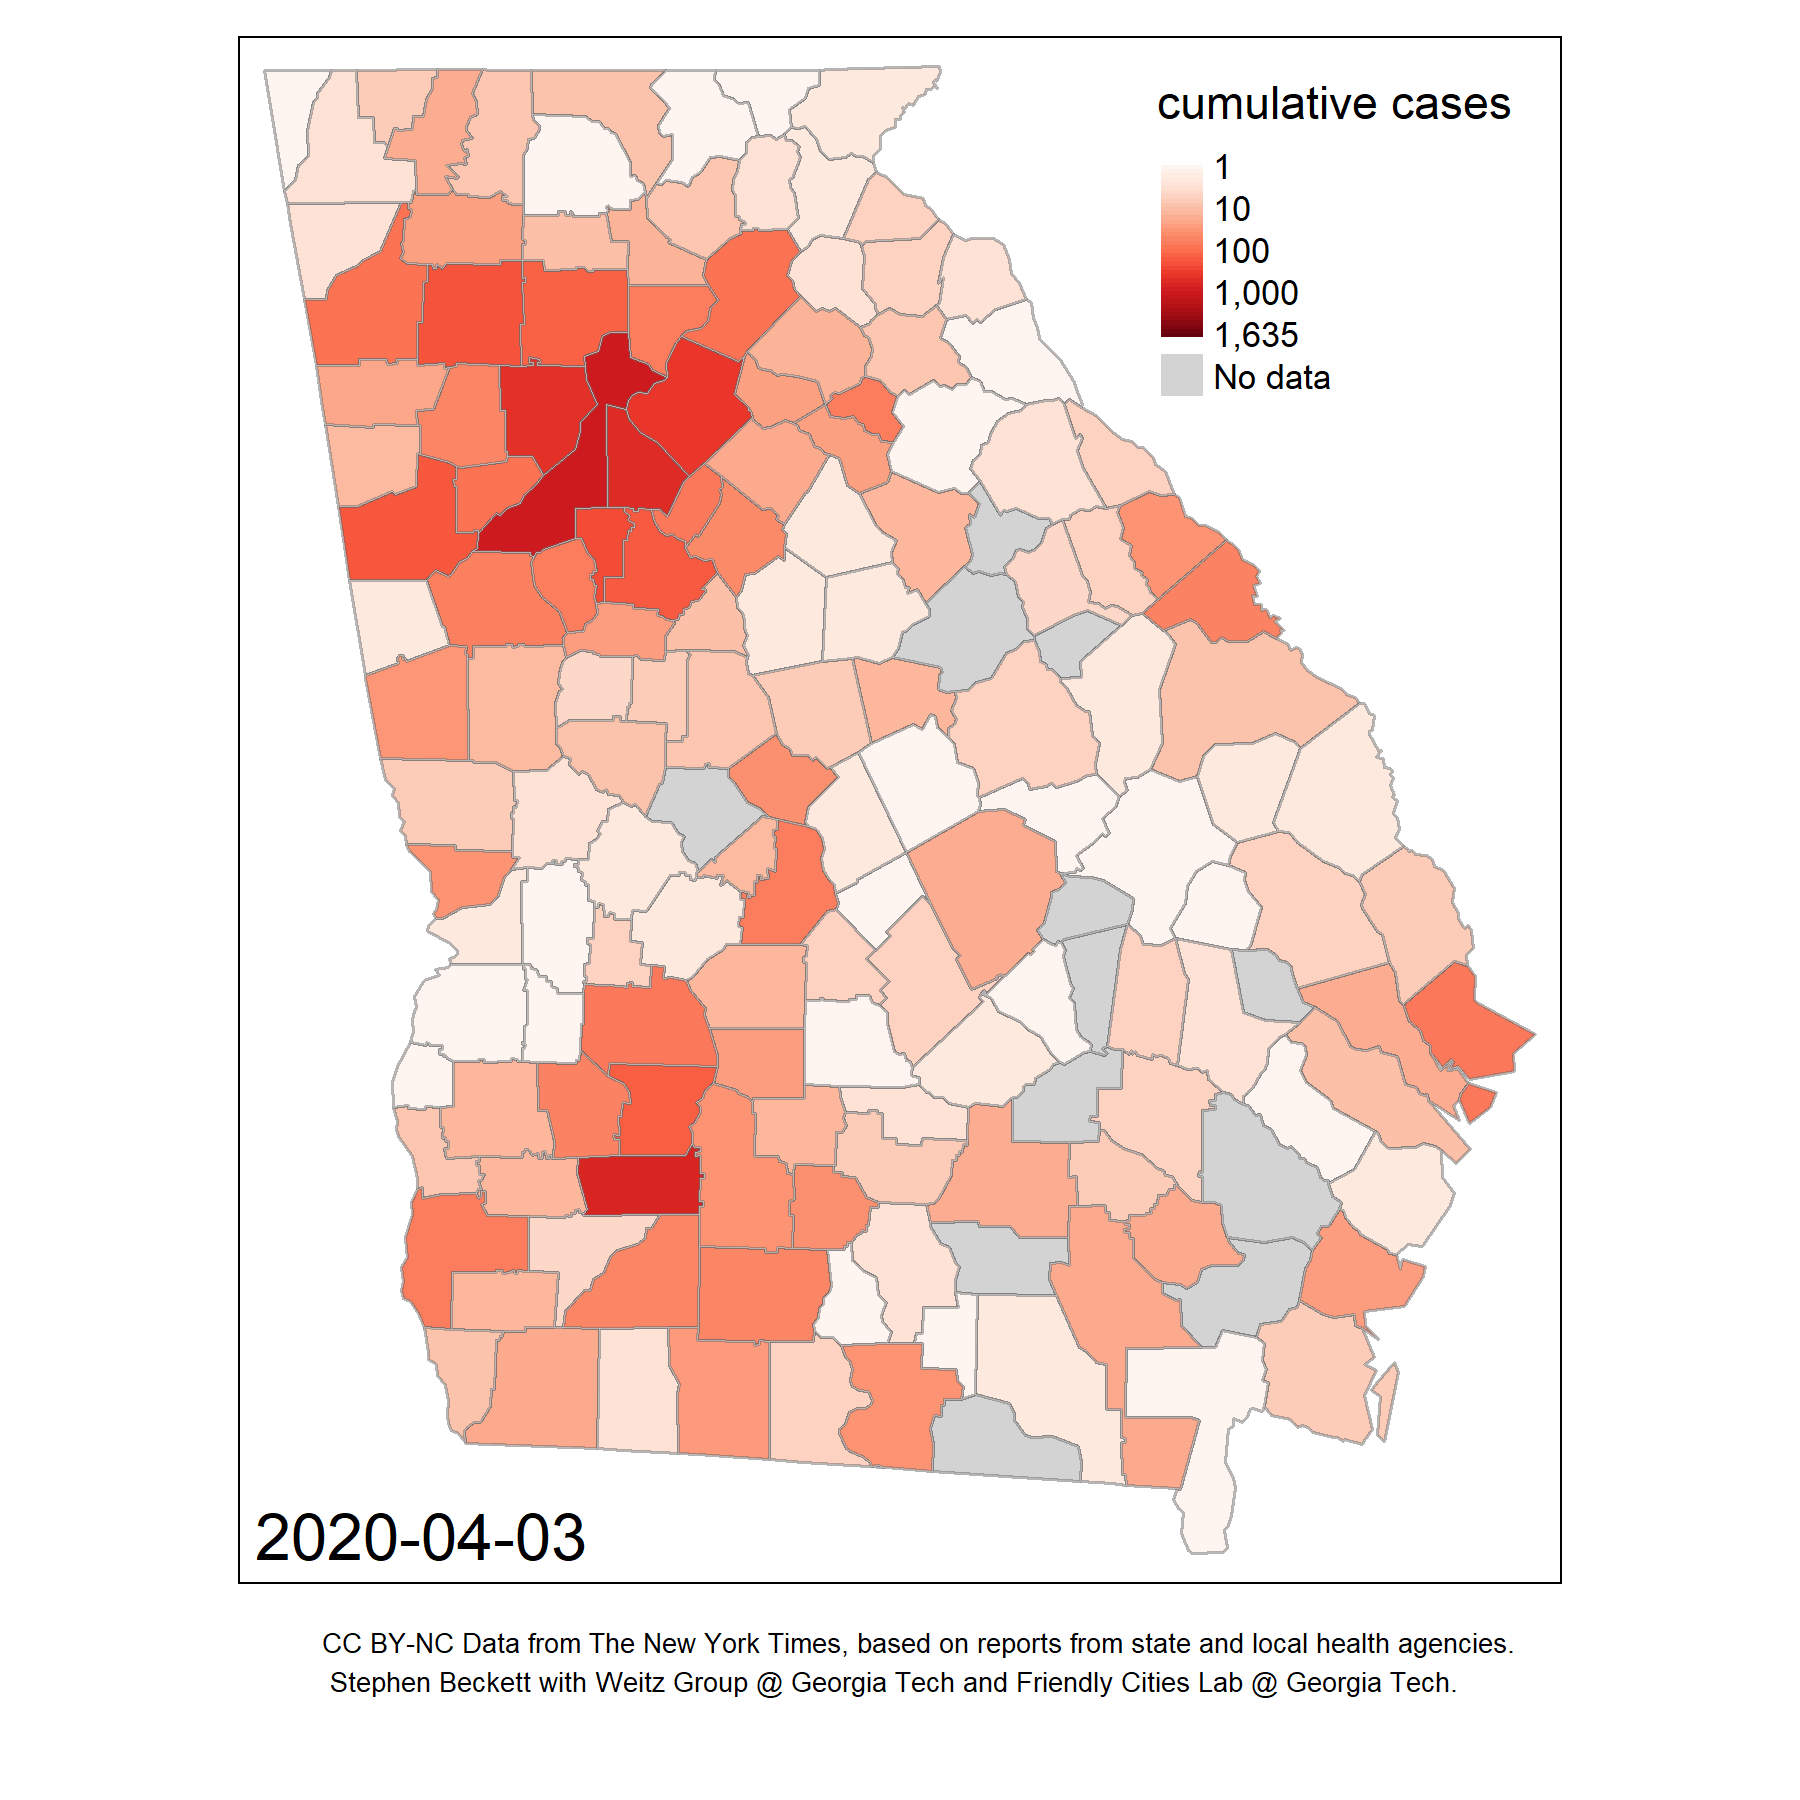 cumulative cases
1
10
100
1,000
1,635
No data
2020-04-03
CC BY-NC Data from The New York Times, based on reports from state and local health agencies.
Stephen Beckett with Weitz Group @ Georgia Tech and Friendly Cities Lab @ Georgia Tech.